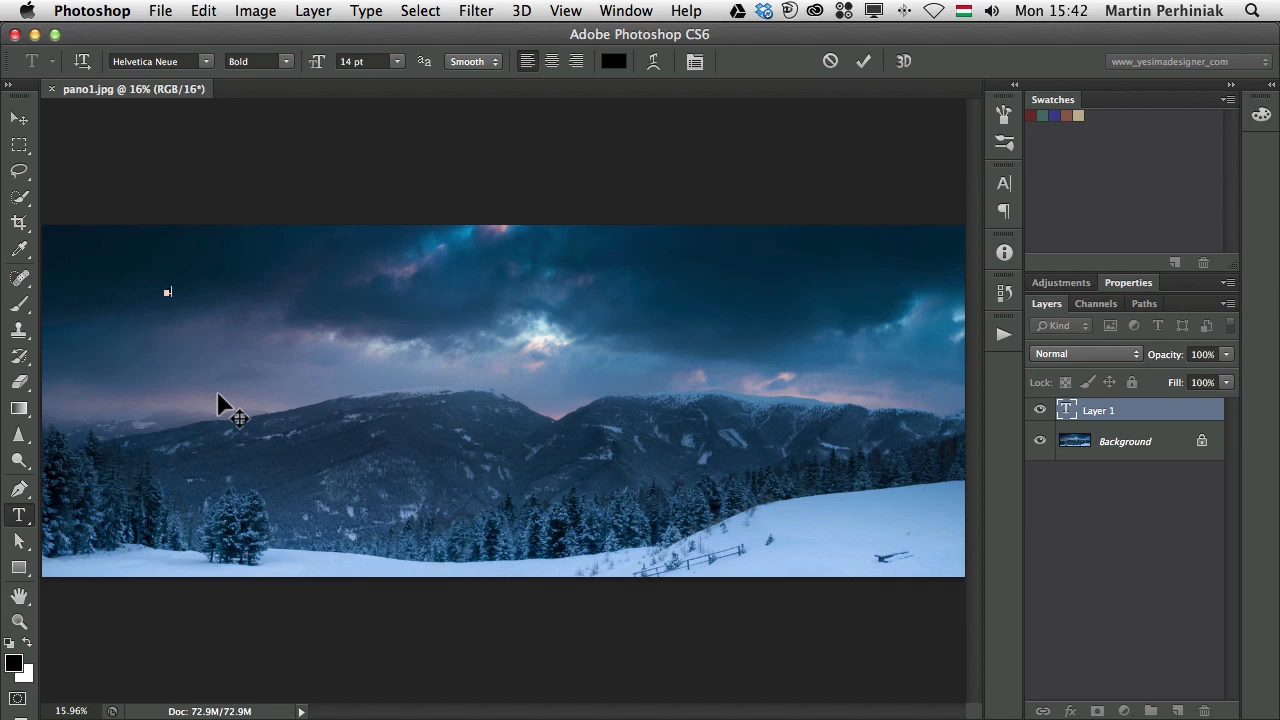 Photoshop File Edit Image Layer Type Select Filter 3D View Window Help Mon 15:42 Martin Perhiniak
Adobe Photoshop CS6
T Helvetica Neue Bold 14 pt Smooth 3D www_yesimadesigner_com
× pano1.jpg @ 16% (RGB/16*)
Swatches
Adjustments Properties
Layers Channels Paths
Kind
Normal Opacity: 100%
Lock: Fill: 100%
T Layer 1
Background
15.96% Doc: 72.9M/72.9M